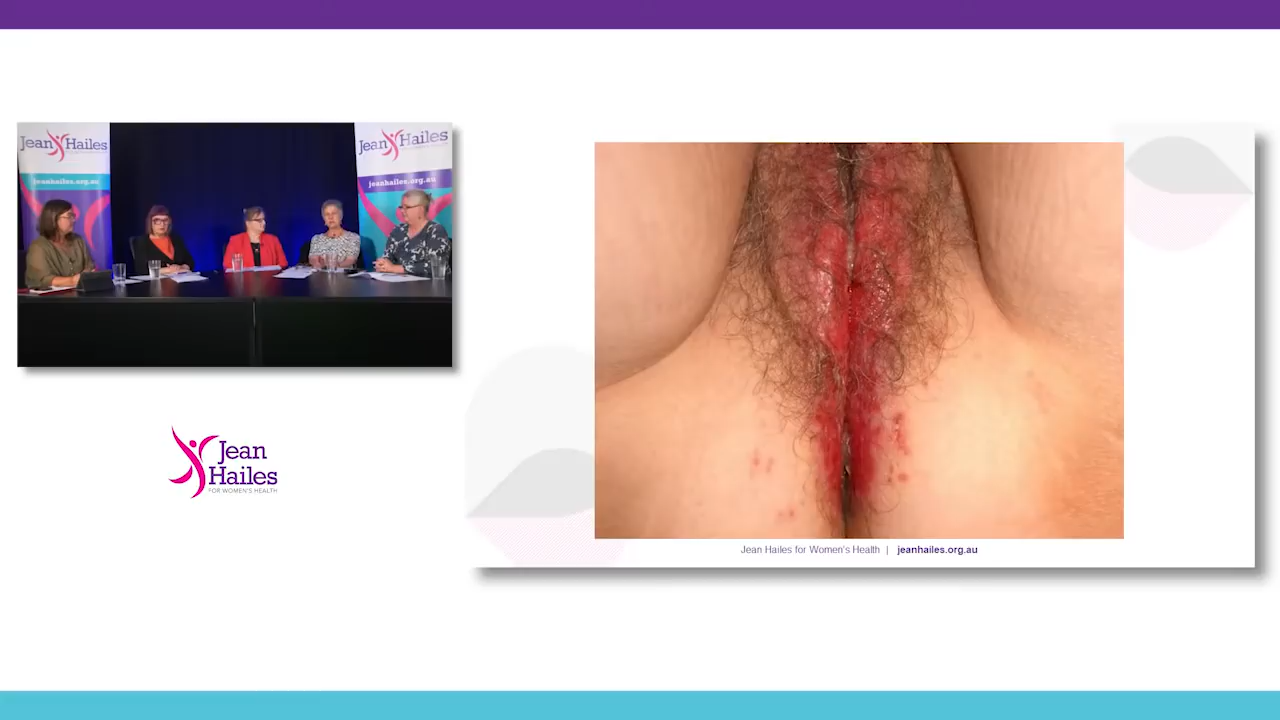 Jean Hailes
jeanhailes.org.au
Jean Hailes
jeanhailes.org.au
Jean
Hailes
FOR WOMEN'S HEALTH
Jean Hailes for Women's Health | jeanhailes.org.au